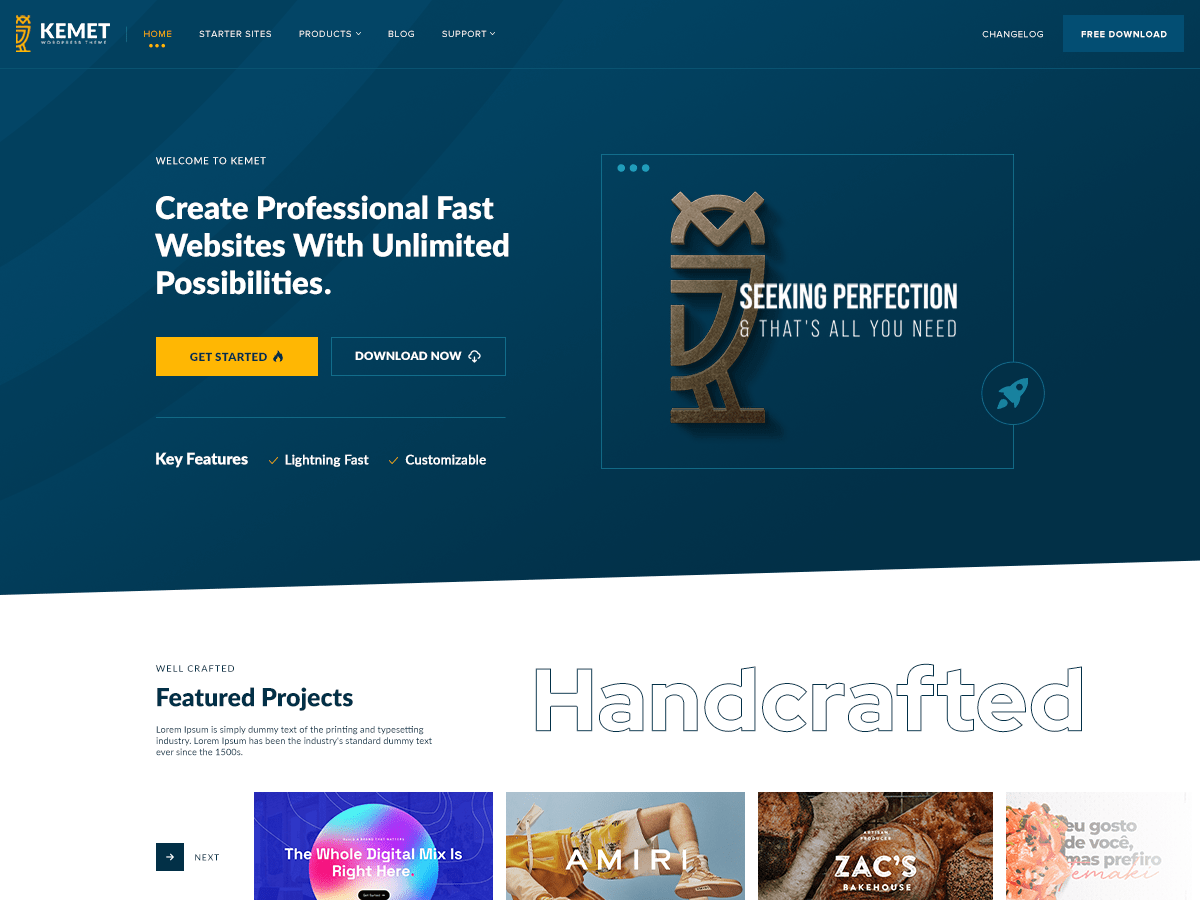 KEMET
WORDPRESS THEME
HOME
STARTER SITES
PRODUCTS
BLOG
SUPPORT
CHANGELOG
FREE DOWNLOAD
WELCOME TO KEMET
Create Professional Fast
Websites With Unlimited
Possibilities.
GET STARTED
DOWNLOAD NOW
Key Features
Lightning Fast
Customizable
SEEKING PERFECTION
& THAT'S ALL YOU NEED
WELL CRAFTED
Featured Projects
Lorem Ipsum is simply dummy text of the printing and typesetting
industry. Lorem Ipsum has been the industry's standard dummy text
ever since the 1500s.
Handcrafted
NEXT
BUILD A BRAND THAT MATTERS
The Whole Digital Mix Is
Right Here.
Get Started
AMIRI
ARTISAN
PRODUCER
ZAC'S
BAKEHOUSE
eu gosto
de você,
mas prefiro
Temaki